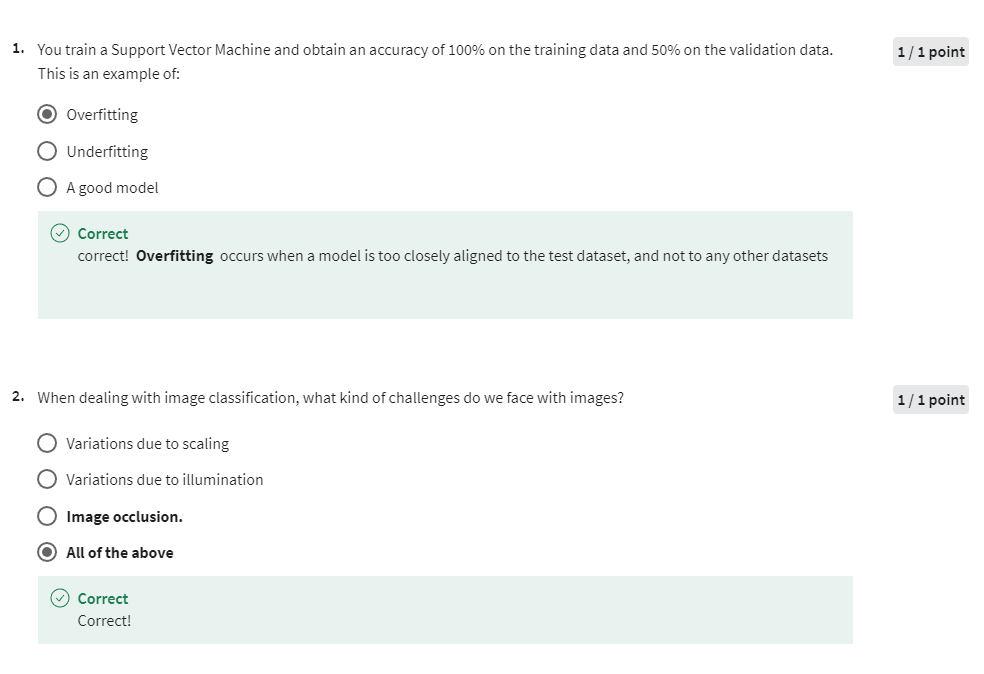 1. You train a Support Vector Machine and obtain an accuracy of 100% on the training data and 50% on the validation data. 1 / 1 point
This is an example of:
Overfitting
Underfitting
A good model
Correct
correct! Overfitting occurs when a model is too closely aligned to the test dataset, and not to any other datasets
2. When dealing with image classification, what kind of challenges do we face with images? 1 / 1 point
Variations due to scaling
Variations due to illumination
Image occlusion.
All of the above
Correct
Correct!